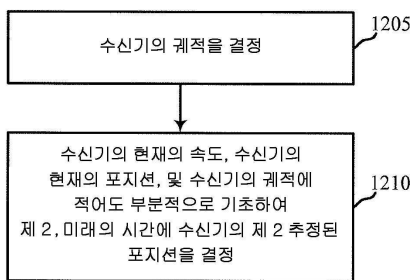 1205
수신기의 궤적을 결정
수신기의 현재의 속도, 수신기의
현재의 포지션, 및 수신기의 궤적에
적어도 부분적으로 기초하여
제 2, 미래의 시간에 수신기의 제 2 추정된
포지션을 결정
1210